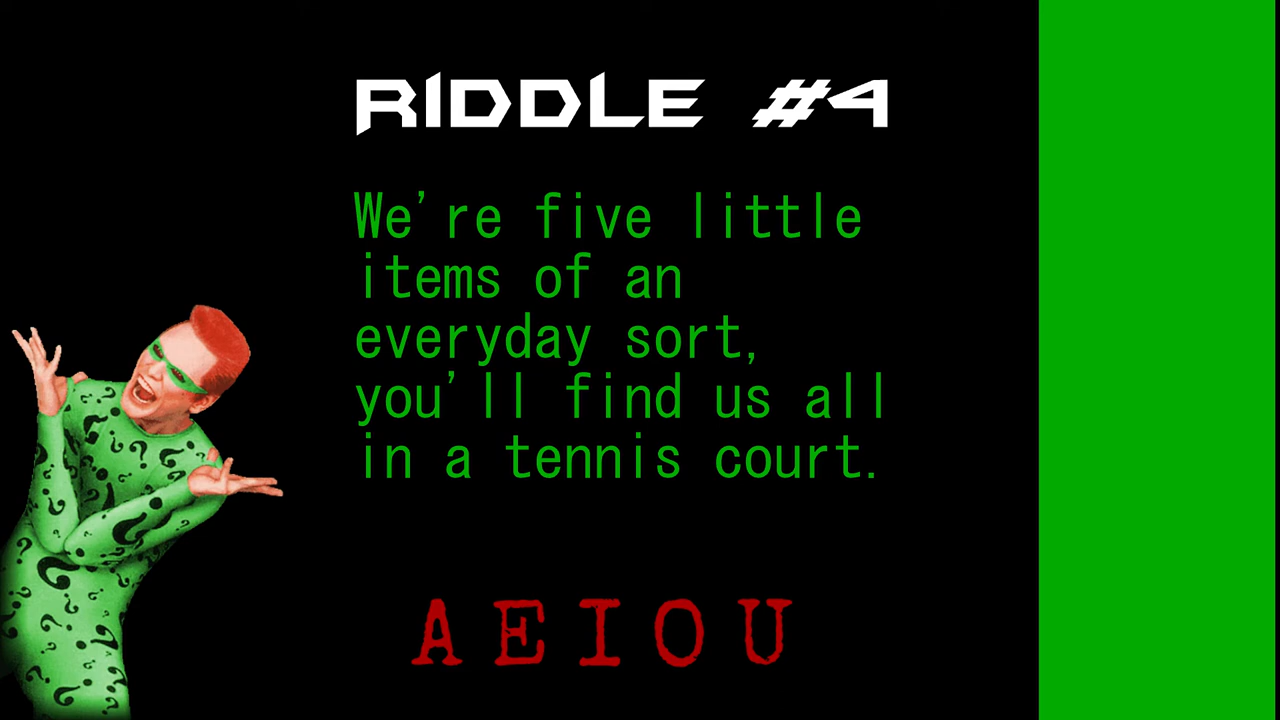 RIDDLE #4
We're five little
items of an
everyday sort,
you'll find us all
in a tennis court.
A E I O U